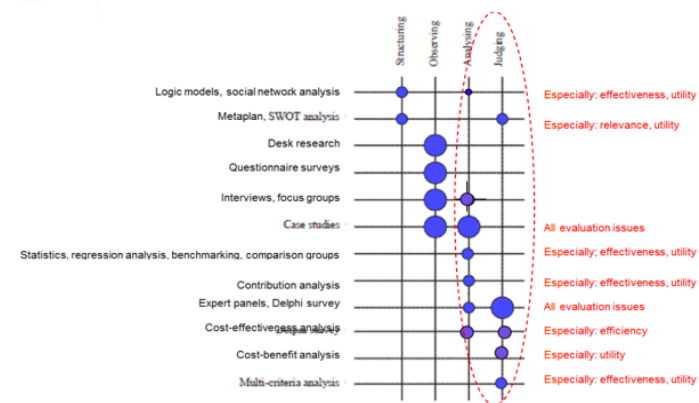 Structuring
Observing
Analysing
Judging
Logic models, social network analysis
Especially: effectiveness, utility
Metaplan, SWOT analysis
Especially: relevance, utility
Desk research
Questionnaire surveys
Interviews, focus groups
Case studies
All evaluation issues
Statistics, regression analysis, benchmarking, comparison groups
Especially; effectiveness, utility
Contribution analysis
Especially: effectiveness, utility
Expert panels, Delphi survey
All evaluation issues
Cost-effectiveness analysis
Especially: efficiency
Cost-benefit analysis
Especially: utility
Multi-criteria analysis
Especially: effectiveness, utility